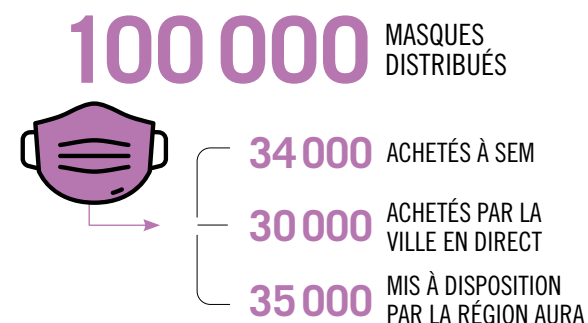 100 000 MASQUES
DISTRIBUÉS
34 000 ACHETÉS À SEM
30 000 ACHETÉS PAR LA
VILLE EN DIRECT
35 000 MIS À DISPOSITION
PAR LA RÉGION AURA